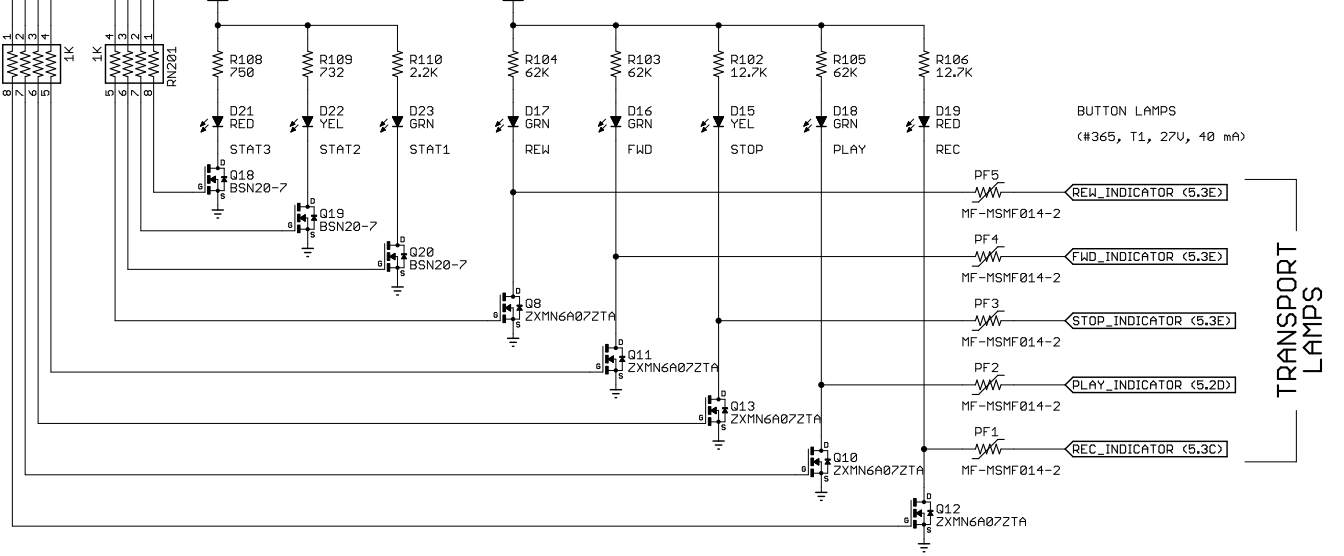 1 2 3 4
1K
8 7 6 5
4 3 2 1
1K
RN201
5 6 7 8
R108
750
R109
732
R110
2.2K
R104
62K
R103
62K
R102
12.7K
R105
62K
R106
12.7K
D21
RED
STAT3
D22
YEL
STAT2
D23
GRN
STAT1
D17
GRN
REW
D16
GRN
FWD
D15
YEL
STOP
D18
GRN
PLAY
D19
RED
REC
BUTTON LAMPS
(#365, T1, 27V, 40 mA)
D
G
S
Q18
BSN20-7
D
G
S
Q19
BSN20-7
D
G
S
Q20
BSN20-7
D
G
S
Q8
ZXMN6A07ZTA
D
G
S
Q11
ZXMN6A07ZTA
D
G
S
Q13
ZXMN6A07ZTA
D
G
S
Q10
ZXMN6A07ZTA
D
G
S
Q12
ZXMN6A07ZTA
PF5
MF-MSMF014-2
REW_INDICATOR (5.3E)
PF4
MF-MSMF014-2
FWD_INDICATOR (5.3E)
PF3
MF-MSMF014-2
STOP_INDICATOR (5.3E)
PF2
MF-MSMF014-2
PLAY_INDICATOR (5.2D)
PF1
MF-MSMF014-2
REC_INDICATOR (5.3C)
TRANSPORT
LAMPS